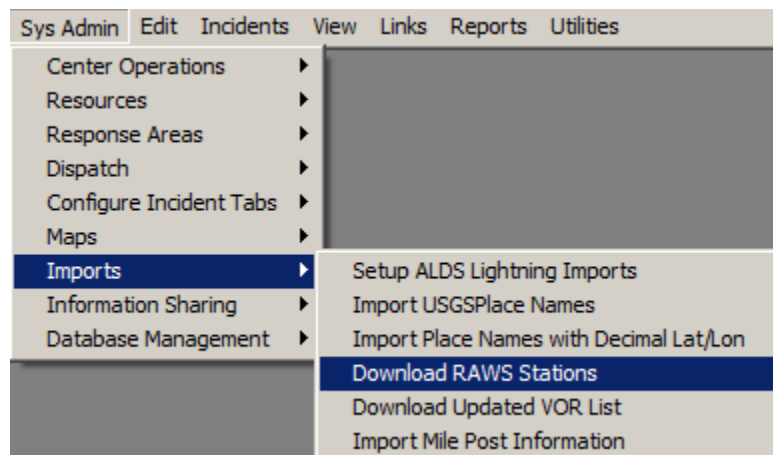 Sys Admin Edit Incidents View Links Reports Utilities
Center Operations
Resources
Response Areas
Dispatch
Configure Incident Tabs
Maps
Imports
Information Sharing
Database Management
Setup ALDS Lightning Imports
Import USGSPlace Names
Import Place Names with Decimal Lat/Lon
Download RAWS Stations
Download Updated VOR List
Import Mile Post Information